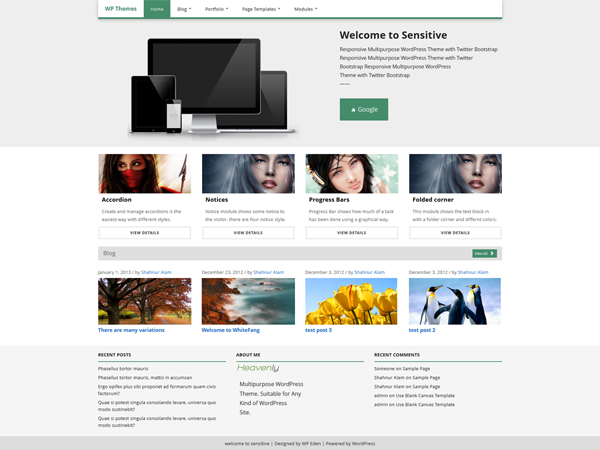 WP Themes Home Blog Portfolio Page Templates Modules
Welcome to Sensitive
Responsive Multipurpose WordPress Theme with Twitter Bootstrap
Responsive Multipurpose WordPress Theme with Twitter
Bootstrap Responsive Multipurpose WordPress
Theme with Twitter Bootstrap
Google
Accordion
Create and manage accordions is the
easiest way with different styles.
VIEW DETAILS
Notices
Notice module shows some notice to
the visitor, there are four notice style.
VIEW DETAILS
Progress Bars
Progress Bar shows how much of a task
has been done using a graphical way.
VIEW DETAILS
Folded corner
This module shows the text block in
with a folder corner and differnt colors.
VIEW DETAILS
Blog
View All
January 1, 2013 / by Shahnur Alam
There are many variations
December 23, 2012 / by Shahnur Alam
Welcome to WhiteFang
December 3, 2012 / by Shahnur Alam
test post 3
December 3, 2012 / by Shahnur Alam
test post 2
RECENT POSTS
Phasellus tortor mauris
Phasellus tortor mauris, mattis in accumsan
Ergo opifex plus sibi proponet ad formarum quam civis
factorum?
Quae si potest singula consolando levare, universa quo
modo sustinebit?
Quae si potest singula consolando levare, universa quo
modo sustinebit?
ABOUT ME
Heavenly
Multipurpose WordPress
Theme. Suitable for Any
Kind of WordPress
Site.
RECENT COMMENTS
Someone on Sample Page
Shahnur Alam on Sample Page
Shahnur Alam on Sample Page
admin on Use Blank Canvas Template
admin on Use Blank Canvas Template
welcome to sensitive | Designed by WP Eden | Powered by WordPress